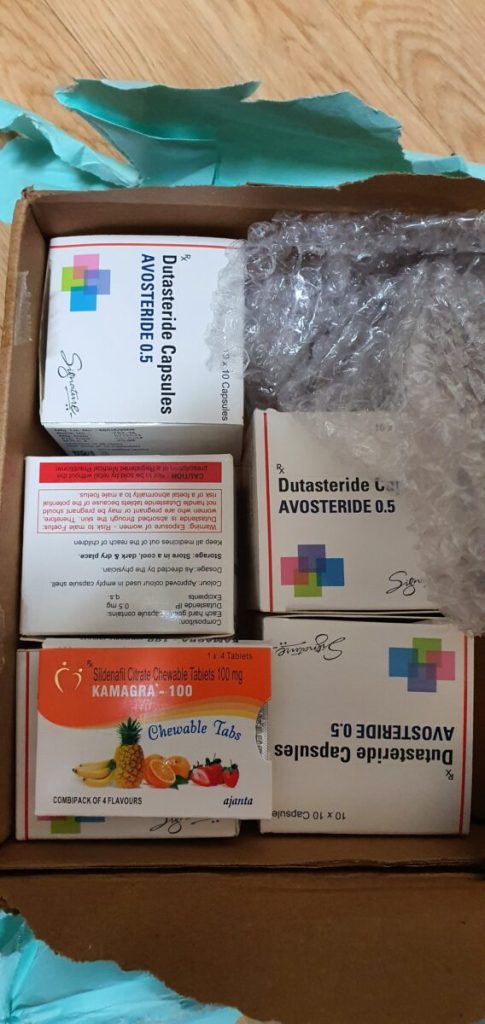 Rx
Dutasteride Capsules
AVOSTERIDE 0.5
10 x 10 Capsules
Signature
CAUTION : Not to be sold by retail without the
prescription of a Registered Medical Practitioner.
Warning: Exposure of women - Risk to male Foetus:
Dutasteride is absorbed through the skin. Therefore,
women who are pregnant or may be pregnant should
not handle Dutasteride tablets because of the potential
risk of a foetal abnormality to a male foetus.
Keep all medicines out of the reach of children
Storage: Store in a cool, dark & dry place.
Dosage: As directed by the physician.
Colour: Approved colour used in empty capsule shell.
Excipients q.s
Dutasteride IP 0.5 mg
Each hard gelatin capsule contains:
Composition:
Rx
Dutasteride
AVOSTERIDE 0.5
Signature
KAMAGRA - 100
Rx
1 x 4 Tablets
Sildenafil Citrate Chewable Tablets 100 mg
KAMAGRA - 100
Chewable Tabs
COMBIPACK OF 4 FLAVOURS
ajanta
Signature
Rx
Dutasteride Capsules
AVOSTERIDE 0.5
10 x 10 Capsule
Signature